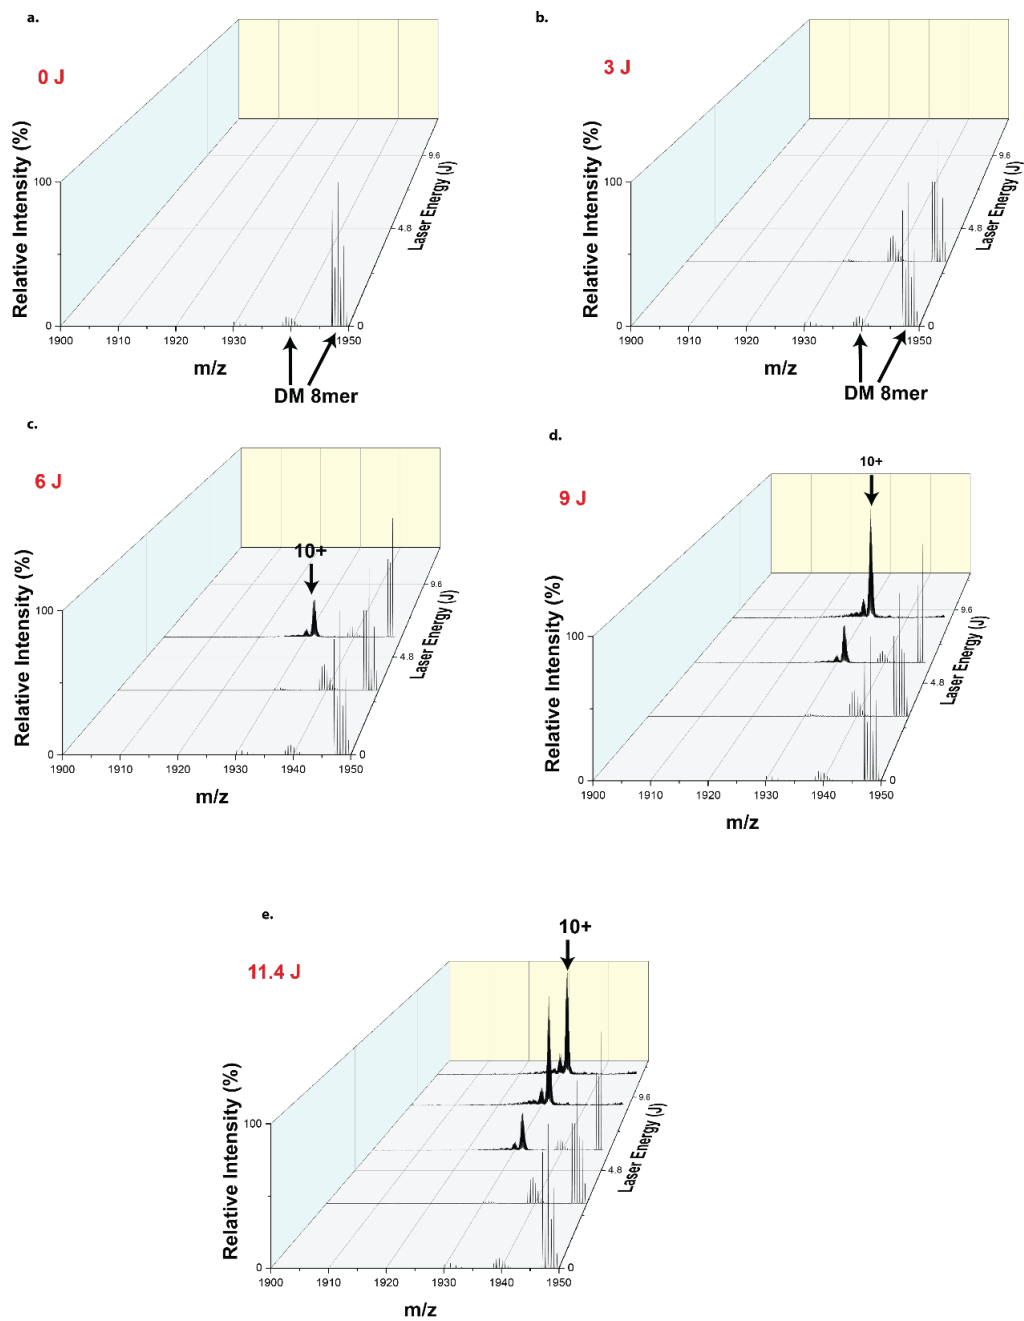 a.
0 J
Relative Intensity (%)
100
0
1900
1910
1920
1930
1940
1950
m/z
0
4.8
9.6
Laser Energy (J)
DM 8mer
b.
3 J
Relative Intensity (%)
100
0
1900
1910
1920
1930
1940
1950
m/z
0
4.8
9.6
Laser Energy (J)
DM 8mer
c.
6 J
10+
Relative Intensity (%)
100
0
1900
1910
1920
1930
1940
1950
m/z
0
4.8
9.6
Laser Energy (J)
d.
9 J
10+
Relative Intensity (%)
100
0
1900
1910
1920
1930
1940
1950
m/z
0
4.8
9.6
Laser Energy (J)
e.
11.4 J
10+
Relative Intensity (%)
100
0
1900
1910
1920
1930
1940
1950
m/z
0
4.8
9.6
Laser Energy (J)